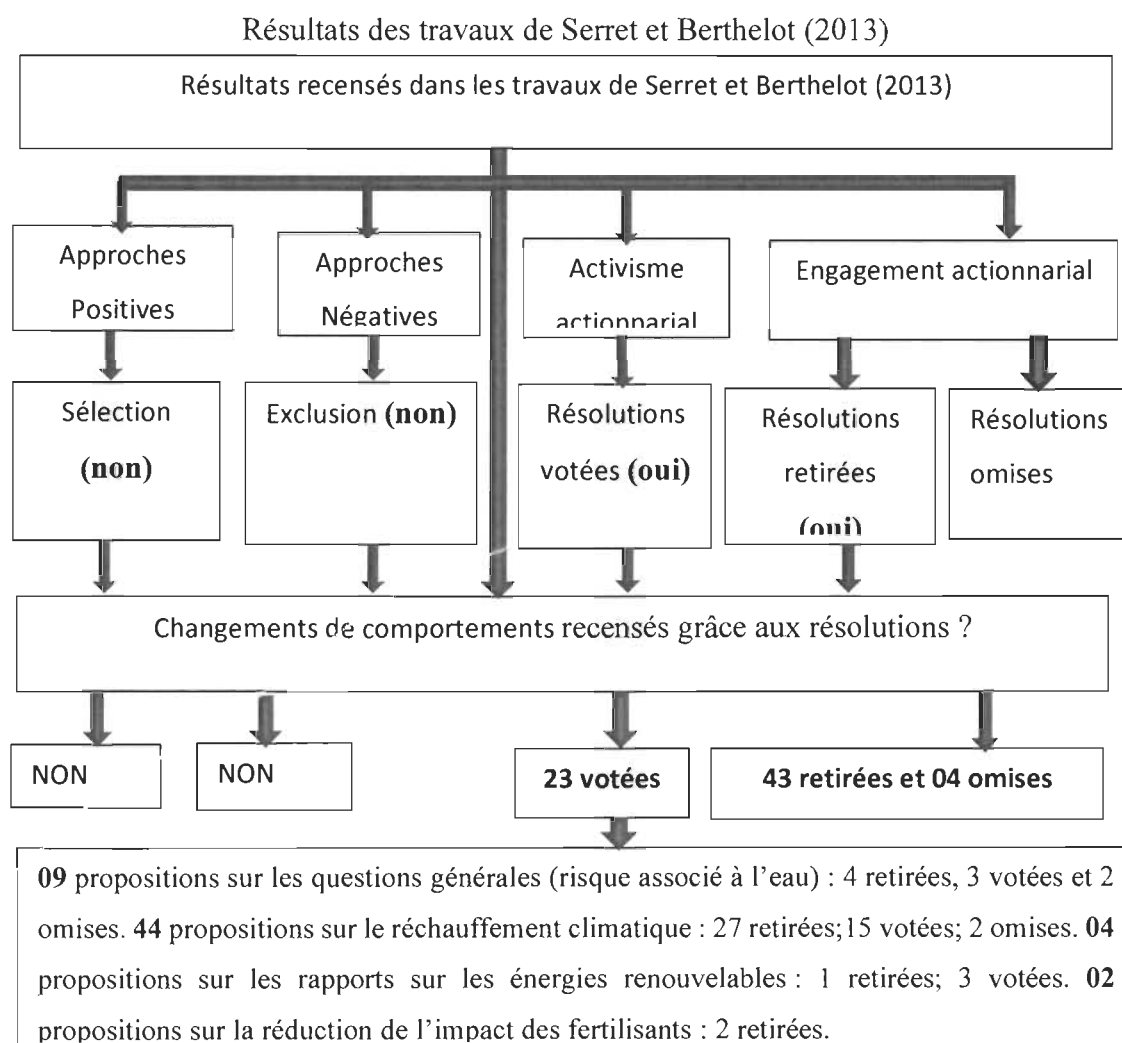 Résultats des travaux de Serret et Berthelot (2013)
Résultats recensés dans les travaux de Serret et Berthelot (2013)
Approches
Positives
Approches
Négatives
Activisme
actionnarial
Engagement actionnarial
Sélection
(non)
Exclusion (non)
Résolutions
votées (oui)
Résolutions
retirées
(oui)
Résolutions
omises
Changements de comportements recensés grâce aux résolutions ?
NON
NON
23 votées
43 retirées et 04 omises
09 propositions sur les questions générales (risque associé à l’eau) : 4 retirées, 3 votées et 2
omises. 44 propositions sur le réchauffement climatique : 27 retirées; 15 votées; 2 omises. 04
propositions sur les rapports sur les énergies renouvelables : 1 retirées; 3 votées. 02
propositions sur la réduction de l’impact des fertilisants : 2 retirées.